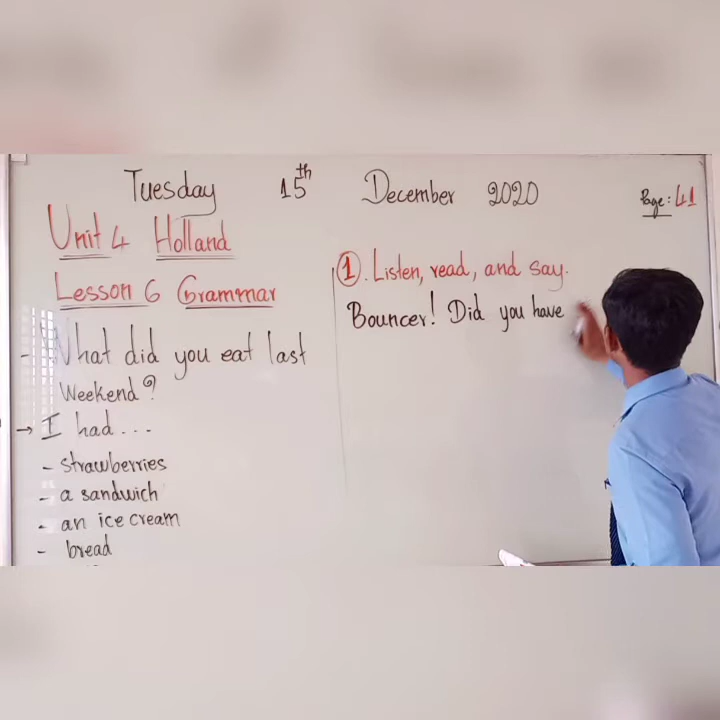 Tuesday 15th December 2020
Page: 41
Unit 4 Holland
Lesson 6 Grammar
- What did you eat last
Weekend?
→ I had...
- strawberries
- a sandwich
- an ice cream
- bread
1. Listen, read, and say.
Bouncer! Did you have